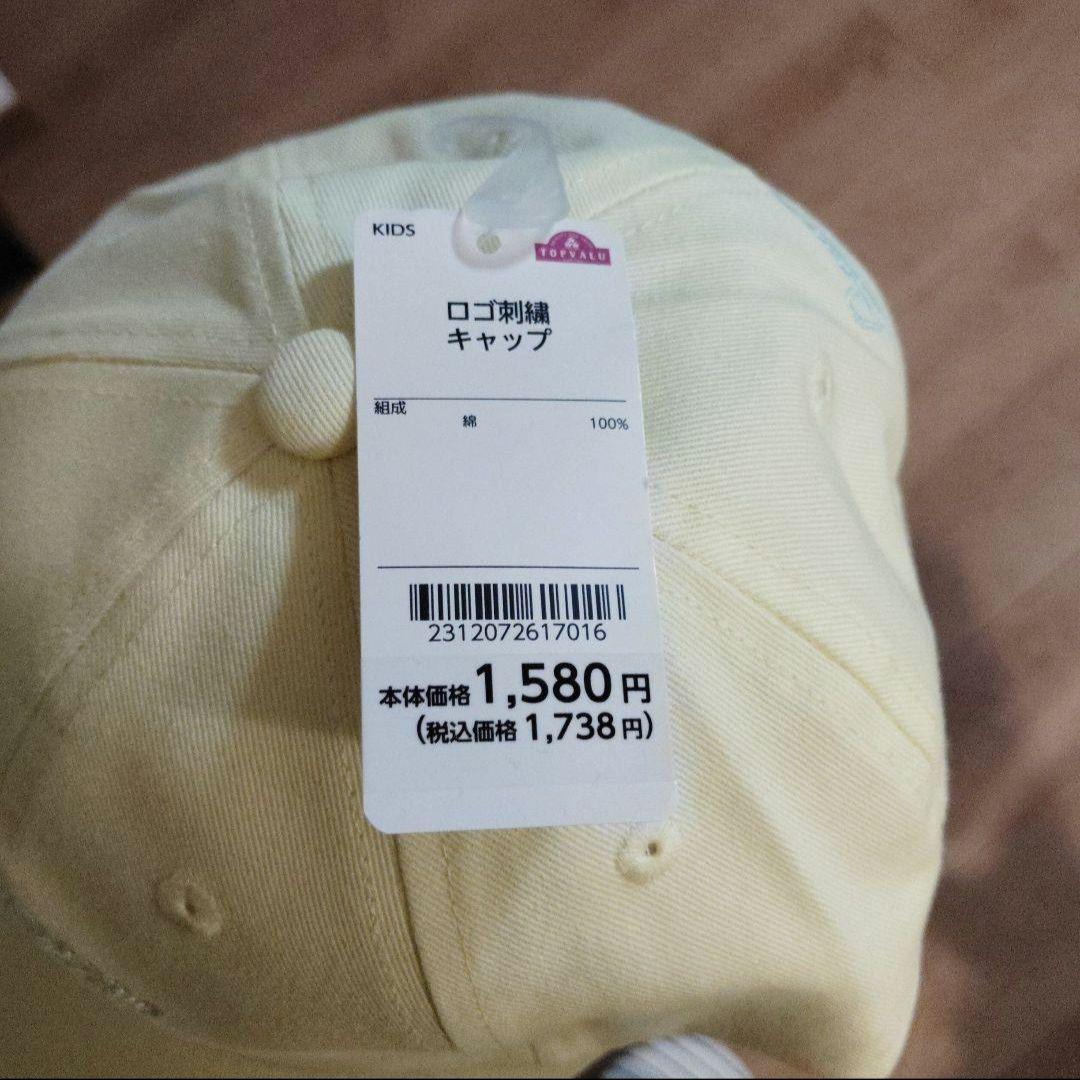 KIDS
TOPVALU
ロゴ刺繍
キャップ
組成
綿 100%
2312072617016
本体価格 1,580 円
(税込価格 1,738 円)